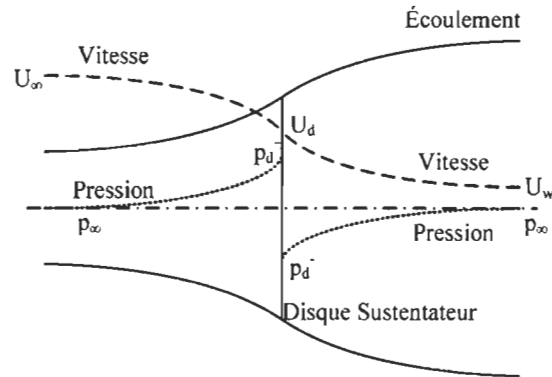 Écoulement
Vitesse
U∞
U_d
p_d
Vitesse
U_w
Pression
p∞
Pression
p∞
p_d⁻
Disque Sustentateur